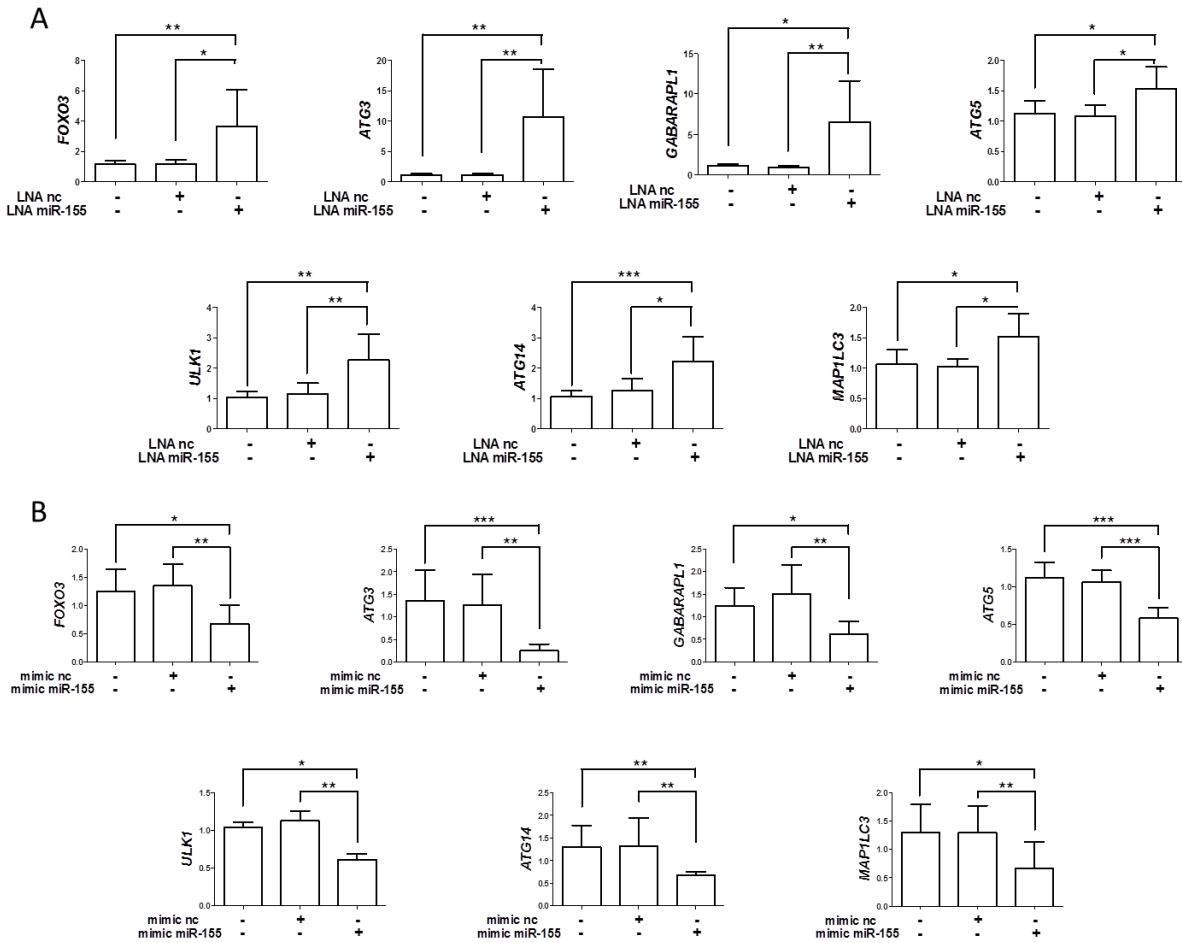 A
** ** * *
* ** ** *
FOXO3 ATG3 GABARAPL1 ATG5
8 3 15 2.0
6 2 10 1.5
4 1 5 1.0
2 0 0 0.5
0 0.0
LNA nc - + - LNA nc - + - LNA nc - + - LNA nc - + -
LNA miR-155 - - + LNA miR-155 - - + LNA miR-155 - - + LNA miR-155 - - +
** *** *
** * *
ULK1 ATG14 MAP1LC3
4 4 2.0
3 3 1.5
2 2 1.0
1 1 0.5
0 0 0.0
LNA nc - + - LNA nc - + - LNA nc - + -
LNA miR-155 - - + LNA miR-155 - - + LNA miR-155 - - +
B
* *** * ***
** ** ** ***
FOXO3 ATG3 GABARAPL1 ATG5
2.0 2.5 2.5 1.5
1.5 2.0 2.0 1.0
1.0 1.5 1.5 0.5
0.5 1.0 1.0 0.0
0.0 0.5 0.5
0.0 0.0
mimic nc - + - mimic nc - + - mimic nc - + - mimic nc - + -
mimic miR-155 - - + mimic miR-155 - - + mimic miR-155 - - + mimic miR-155 - - +
* ** *
** ** **
ULK1 ATG14 MAP1LC3
1.5 2.5 2.0
1.0 2.0 1.5
0.5 1.5 1.0
0.0 1.0 0.5
0.5 0.0
0.0
mimic nc - + - mimic nc - + - mimic nc - + -
mimic miR-155 - - + mimic miR-155 - - + mimic miR-155 - - +